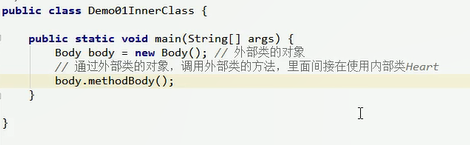 public class Demo01InnerClass {
public static void main(String[] args) {
Body body = new Body(); // 外部类的对象
// 通过外部类的对象，调用外部类的方法，里面间接在使用内部类Heart
body.methodBody();
}
}